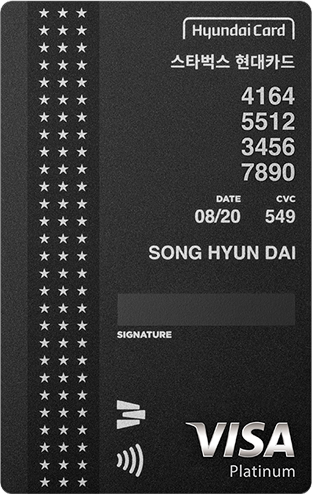 Hyundai Card
스타벅스 현대카드
4164
5512
3456
7890
DATE CVC
08/20 549
SONG HYUN DAI
SIGNATURE
VISA
Platinum